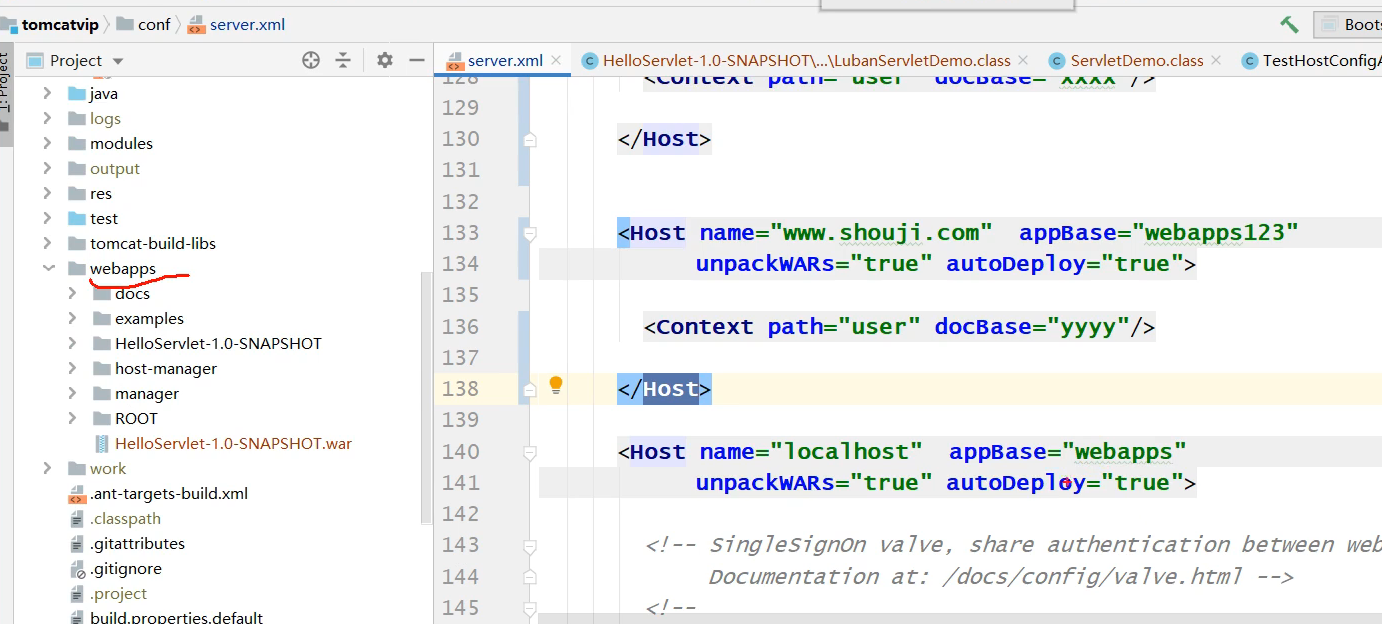 tomcatvip conf server.xml
Boots
Project
1: Project
server.xml HelloServlet-1.0-SNAPSHOT\...\LubanServletDemo.class ServletDemo.class TestHostConfigA
java
logs
modules
output
res
test
tomcat-build-libs
webapps
docs
examples
HelloServlet-1.0-SNAPSHOT
host-manager
manager
ROOT
HelloServlet-1.0-SNAPSHOT.war
work
.ant-targets-build.xml
.classpath
.gitattributes
.gitignore
.project
build.properties.default
128 <Context path="user" docBase="xxxx"/>
129
130 </Host>
131
132
133 <Host name="www.shouji.com" appBase="webapps123"
134 unpackWARs="true" autoDeploy="true">
135
136 <Context path="user" docBase="yyyy"/>
137
138 </Host>
139
140 <Host name="localhost" appBase="webapps"
141 unpackWARs="true" autoDeploy="true">
142
143 <!-- SingleSignOn valve, share authentication between web
144 Documentation at: /docs/config/valve.html -->
145 <!--